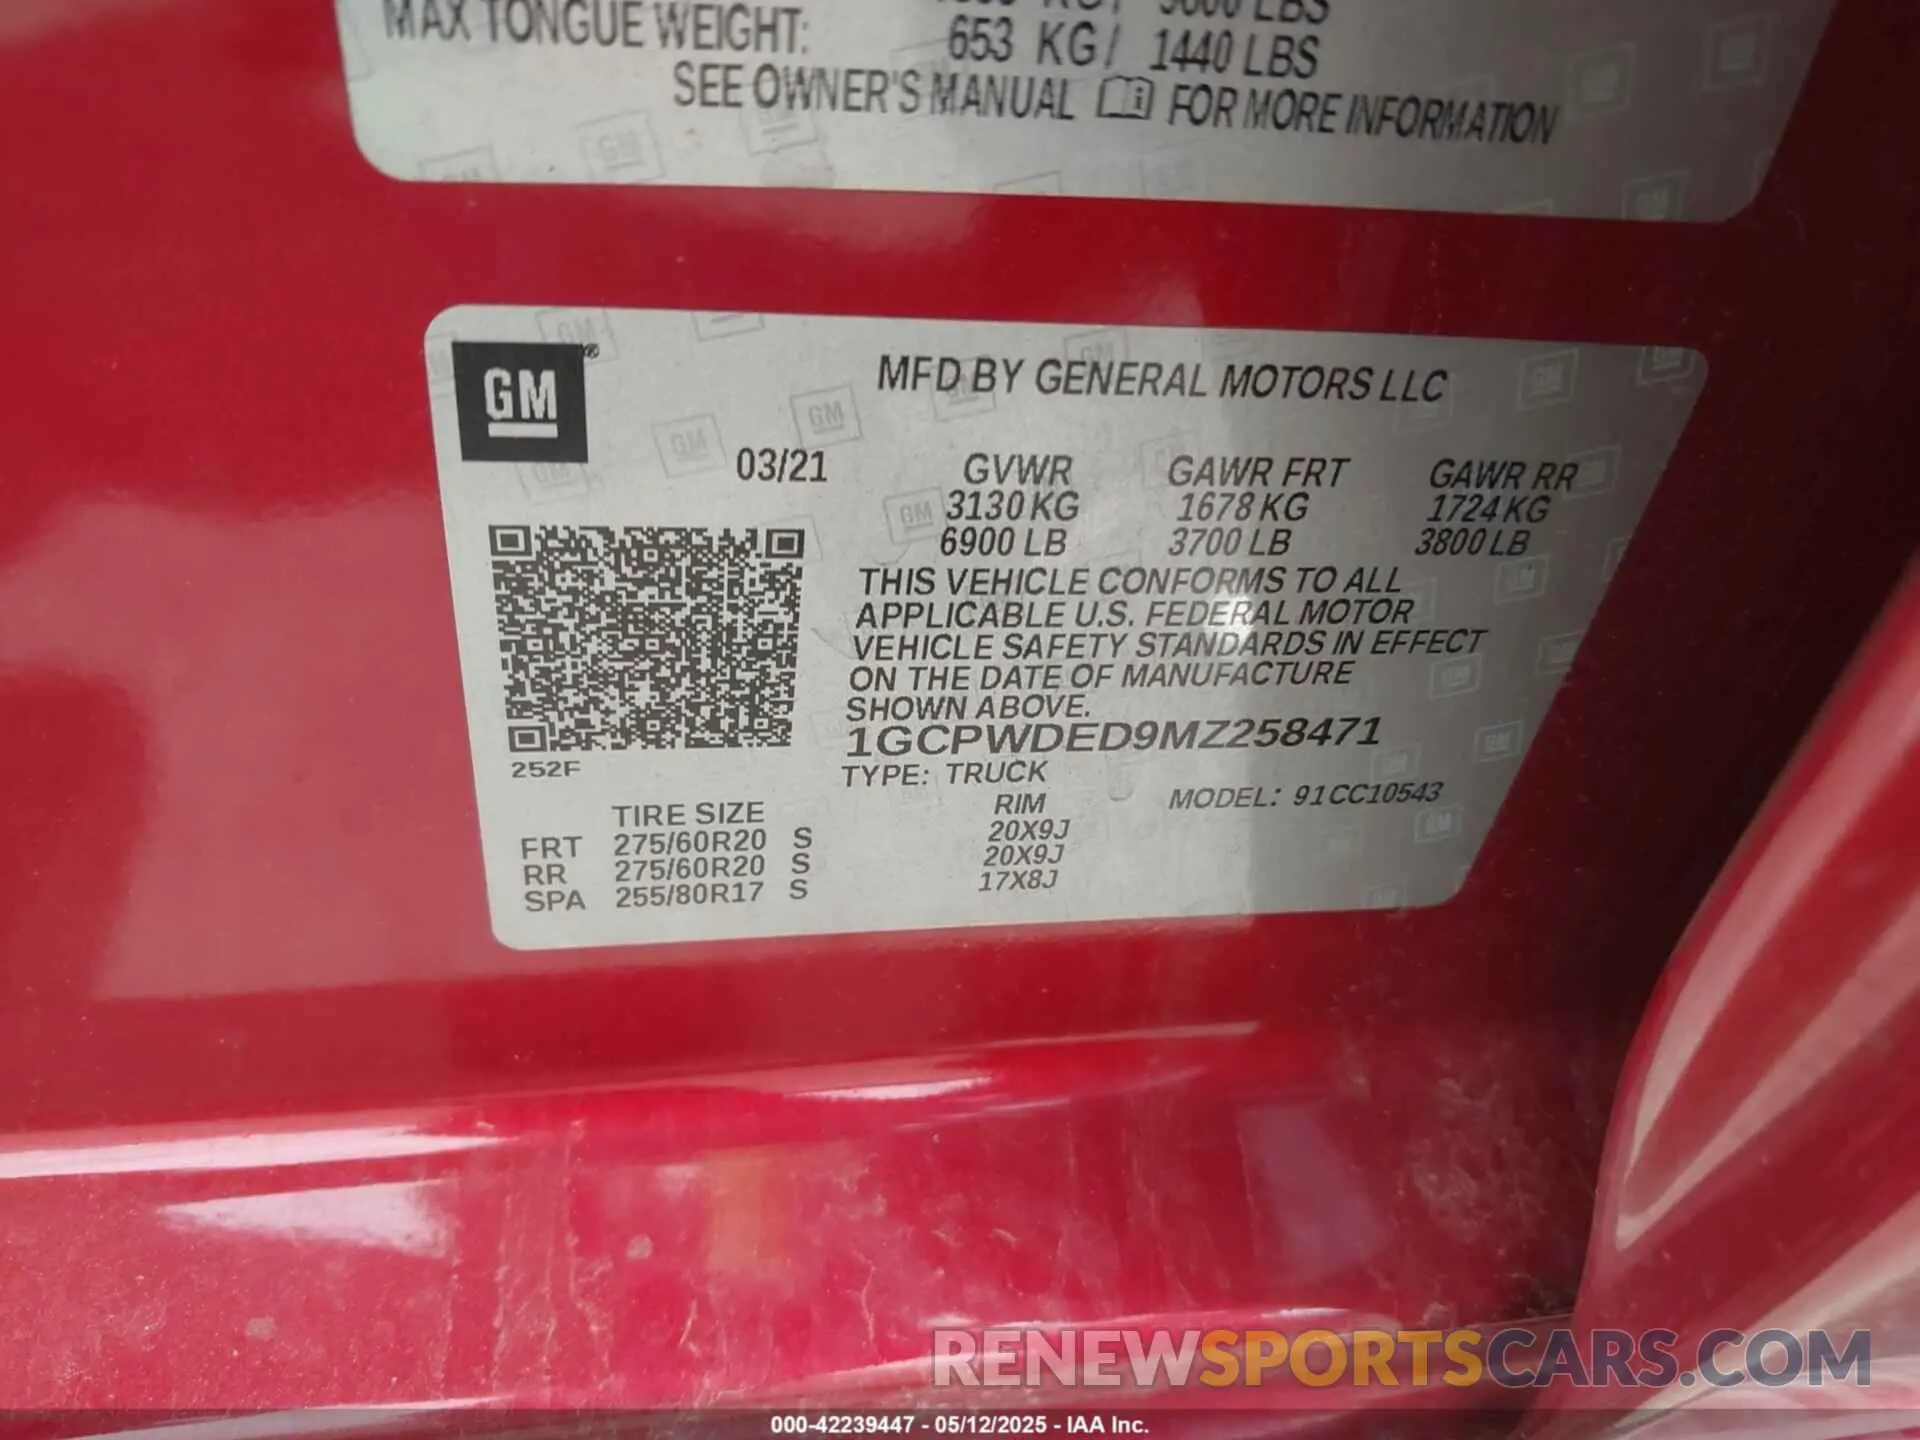 KG / 9600 LBS
MAX TONGUE WEIGHT: 653 KG / 1440 LBS
SEE OWNER'S MANUAL FOR MORE INFORMATION
GM®
MFD BY GENERAL MOTORS LLC
03/21 GVWR GAWR FRT GAWR RR
3130 KG 1678 KG 1724 KG
6900 LB 3700 LB 3800 LB
THIS VEHICLE CONFORMS TO ALL
APPLICABLE U.S. FEDERAL MOTOR
VEHICLE SAFETY STANDARDS IN EFFECT
ON THE DATE OF MANUFACTURE
SHOWN ABOVE.
1GCPWDED9MZ258471
252F
TYPE: TRUCK
MODEL: 91CC10543
TIRE SIZE RIM
FRT 275/60R20 S 20X9J
RR 275/60R20 S 20X9J
SPA 255/80R17 S 17X8J
RENEWSPORTSCARS.COM
000-42239447 - 05/12/2025 - IAA Inc.